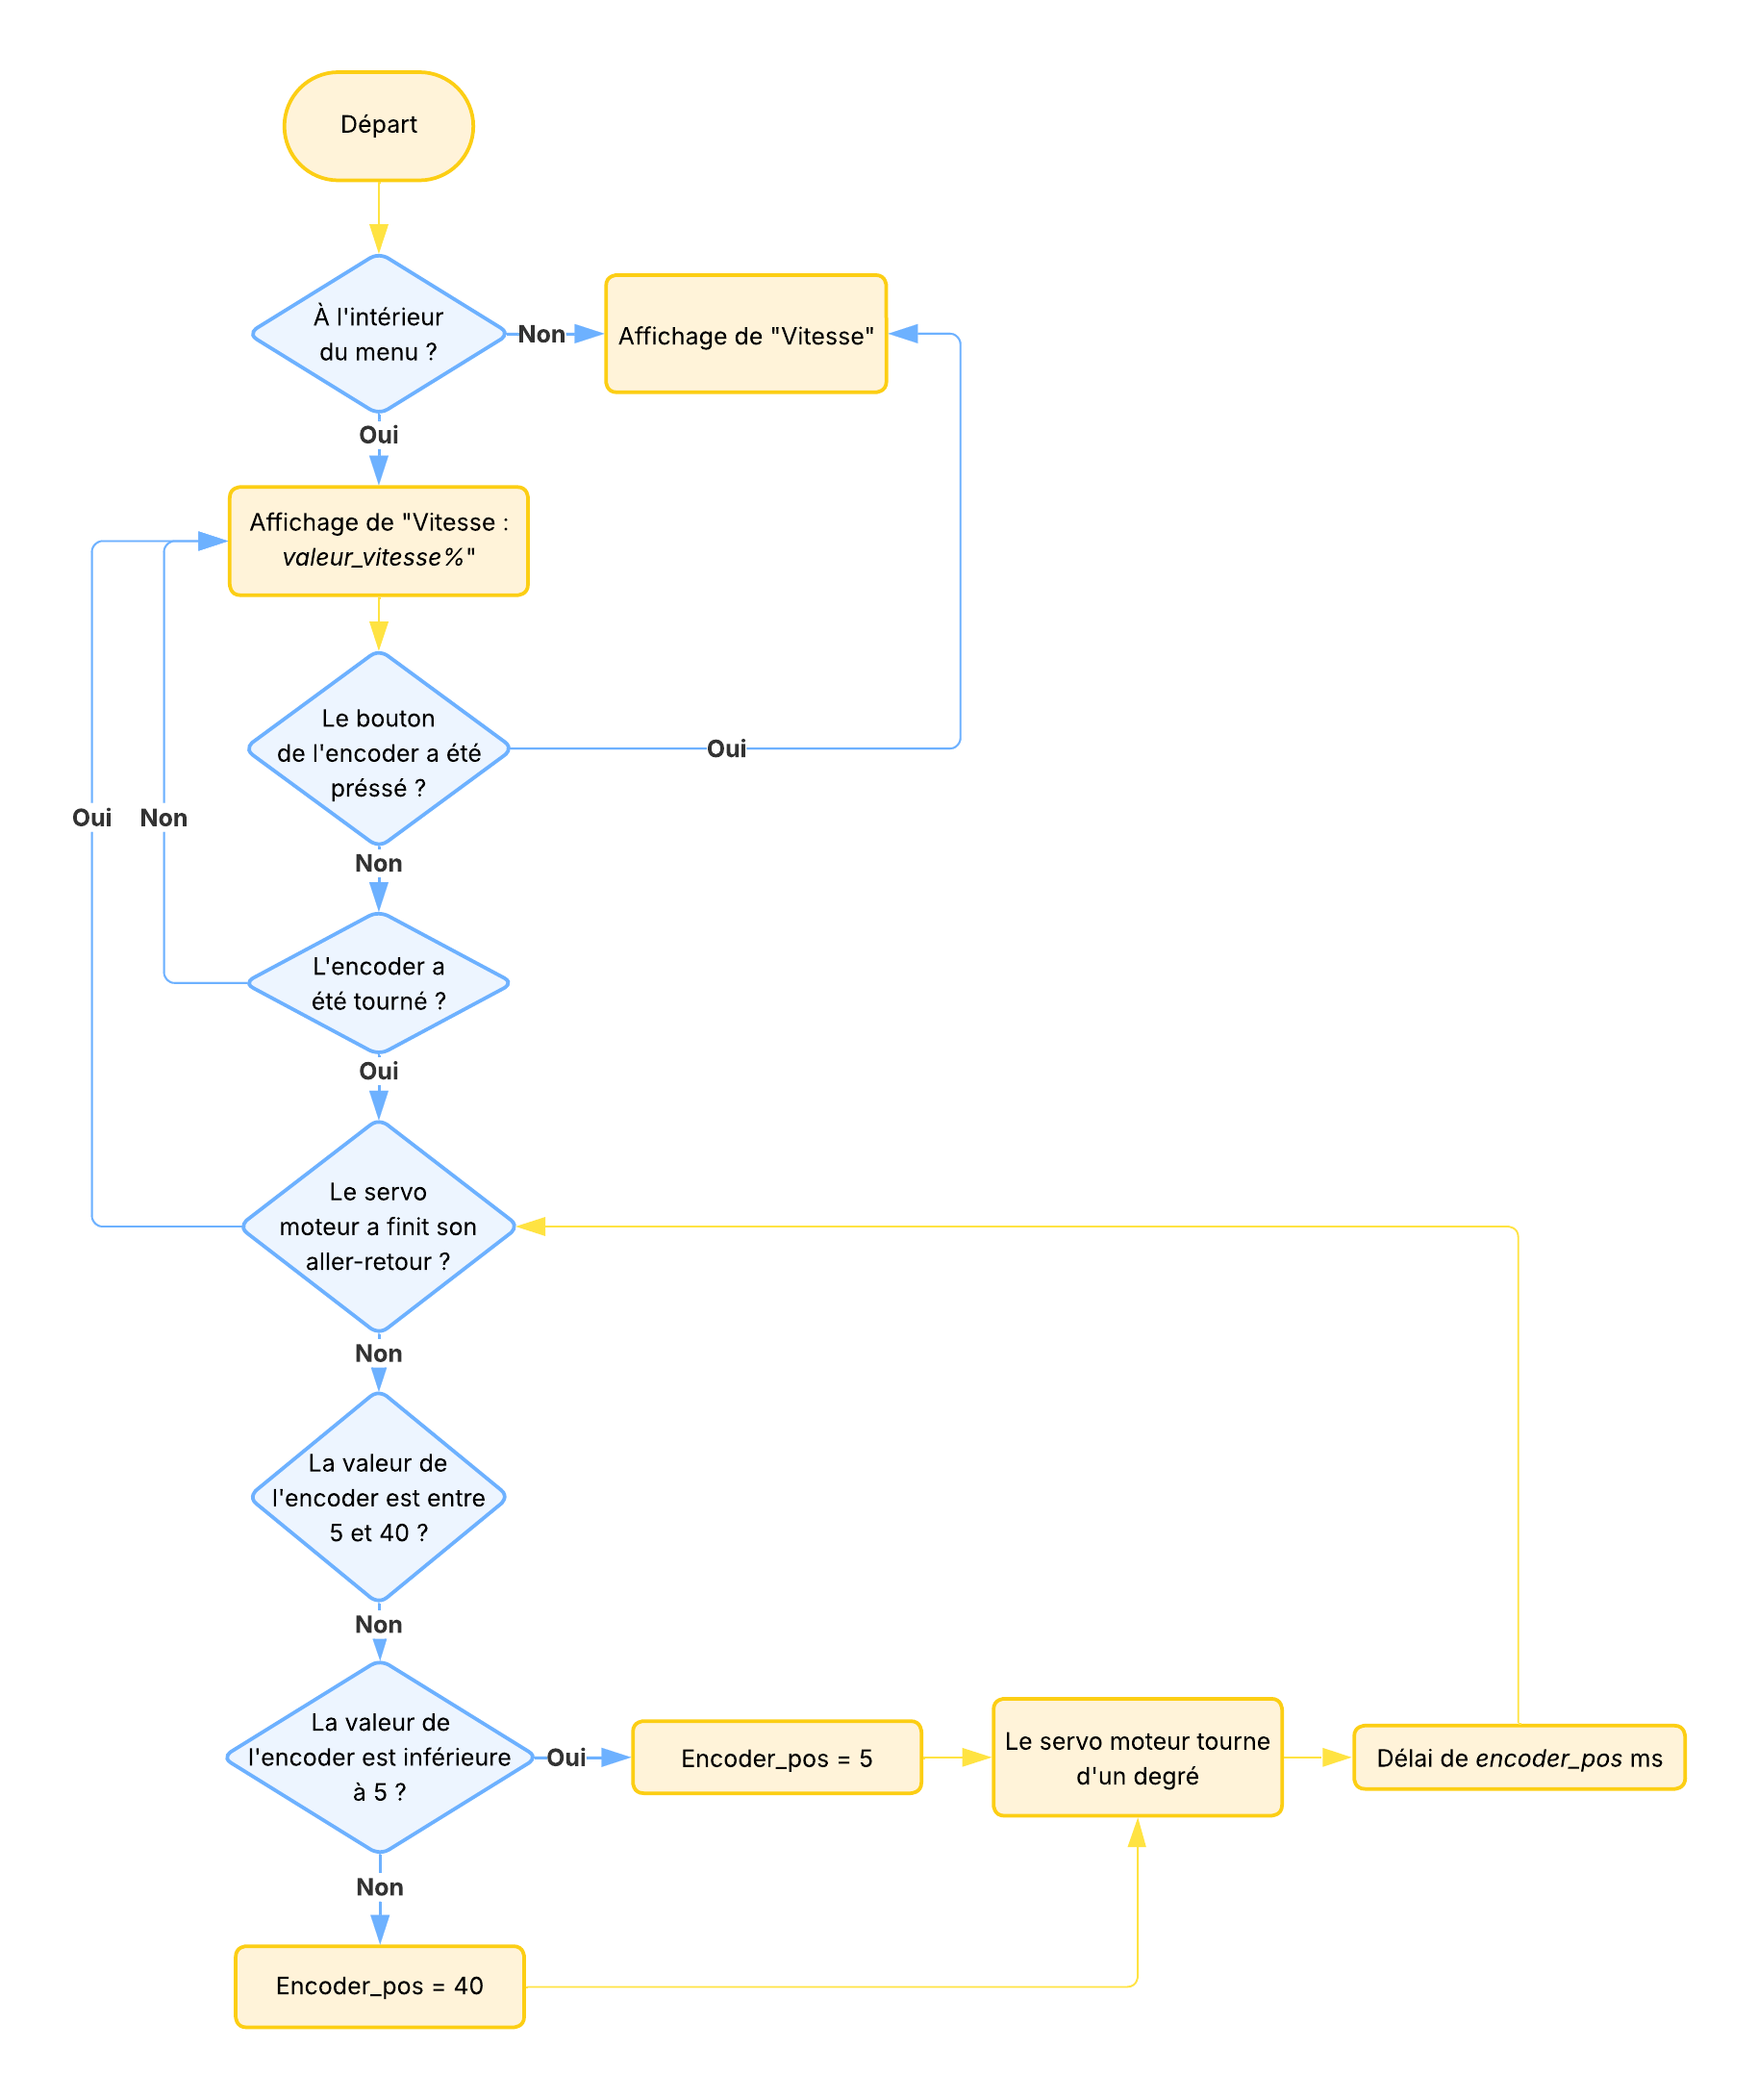 Départ
À l'intérieur
du menu ?
Non
Affichage de "Vitesse"
Oui
Affichage de "Vitesse :
valeur_vitesse%"
Le bouton
de l'encoder a été
préssé ?
Oui
Oui
Non
Non
L'encoder a
été tourné ?
Oui
Le servo
moteur a finit son
aller-retour ?
Non
La valeur de
l'encoder est entre
5 et 40 ?
Non
La valeur de
l'encoder est inférieure
à 5 ?
Oui
Encoder_pos = 5
Le servo moteur tourne
d'un degré
Délai de encoder_pos ms
Non
Encoder_pos = 40